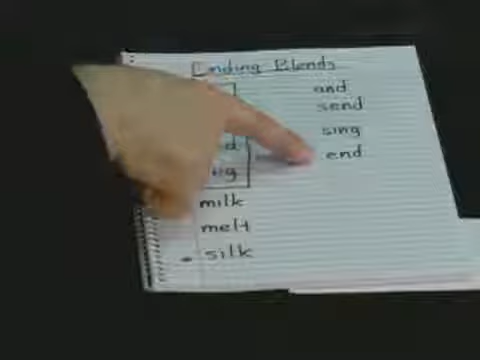 Ending Blends
and
send
sing
end
milk
melt
silk